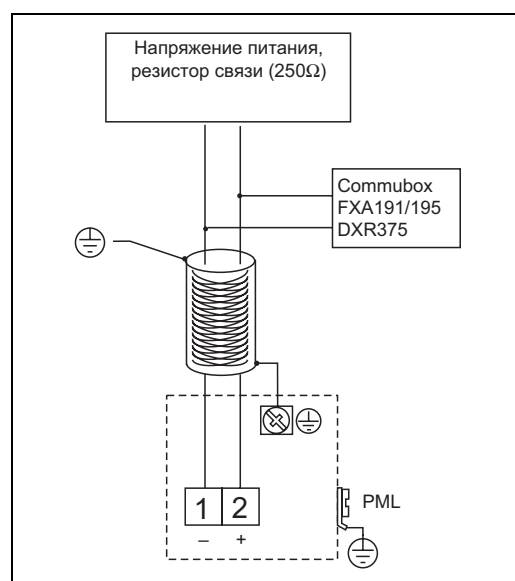 Напряжение питания,
резистор связи (250Ω)
Commubox
FXA191/195
DXR375
1 2
– +
PML